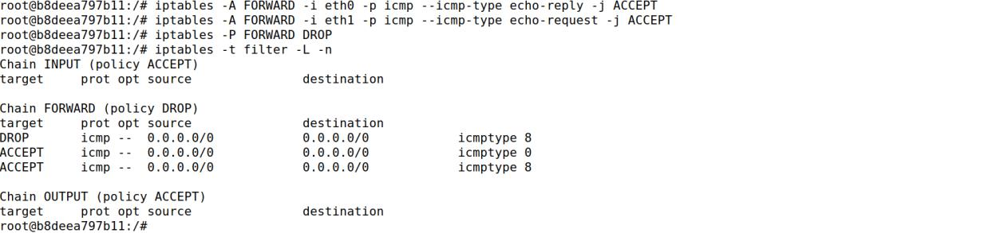 root@b8deea797b11:/# iptables -A FORWARD -i eth0 -p icmp --icmp-type echo-reply -j ACCEPT
root@b8deea797b11:/# iptables -A FORWARD -i eth1 -p icmp --icmp-type echo-request -j ACCEPT
root@b8deea797b11:/# iptables -P FORWARD DROP
root@b8deea797b11:/# iptables -t filter -L -n
Chain INPUT (policy ACCEPT)
target     prot opt source               destination

Chain FORWARD (policy DROP)
target     prot opt source               destination
DROP       icmp --  0.0.0.0/0            0.0.0.0/0            icmptype 8
ACCEPT     icmp --  0.0.0.0/0            0.0.0.0/0            icmptype 0
ACCEPT     icmp --  0.0.0.0/0            0.0.0.0/0            icmptype 8

Chain OUTPUT (policy ACCEPT)
target     prot opt source               destination
root@b8deea797b11:/#